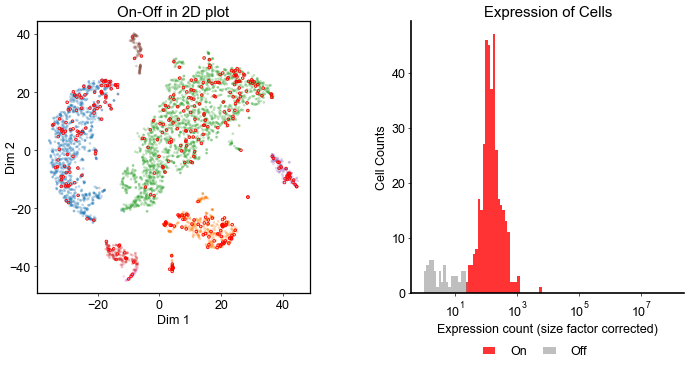 On-Off in 2D plot
Expression of Cells
40
20
0
−20
−40
Dim 2
−20
0
20
40
Dim 1
40
30
20
10
0
Cell Counts
10^1
10^3
10^5
10^7
Expression count (size factor corrected)
On
Off